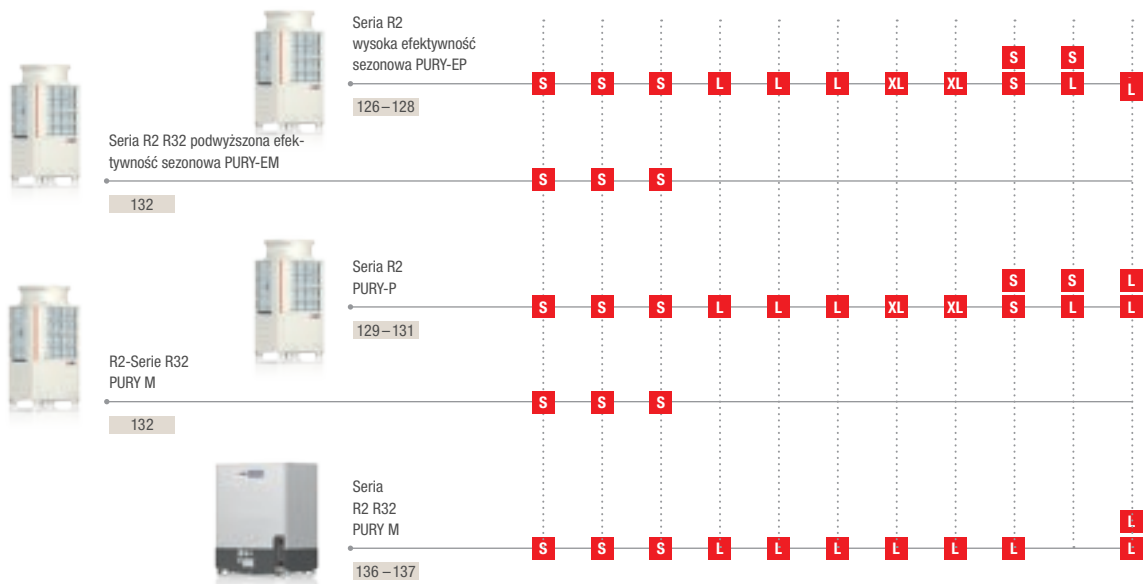 Seria R2
wysoka efektywność
sezonowa PURY-EP
S S
S S S L L L XL XL S L L
126–128
Seria R2 R32 podwyższona efek-
tywność sezonowa PURY-EM
S S S
132
Seria R2
PURY-P
S S L
S S S L L L XL XL S L L
129–131
R2-Serie R32
PURY M
S S S
132
Seria
R2 R32
PURY M
L
S S S L L L L L L L
136–137